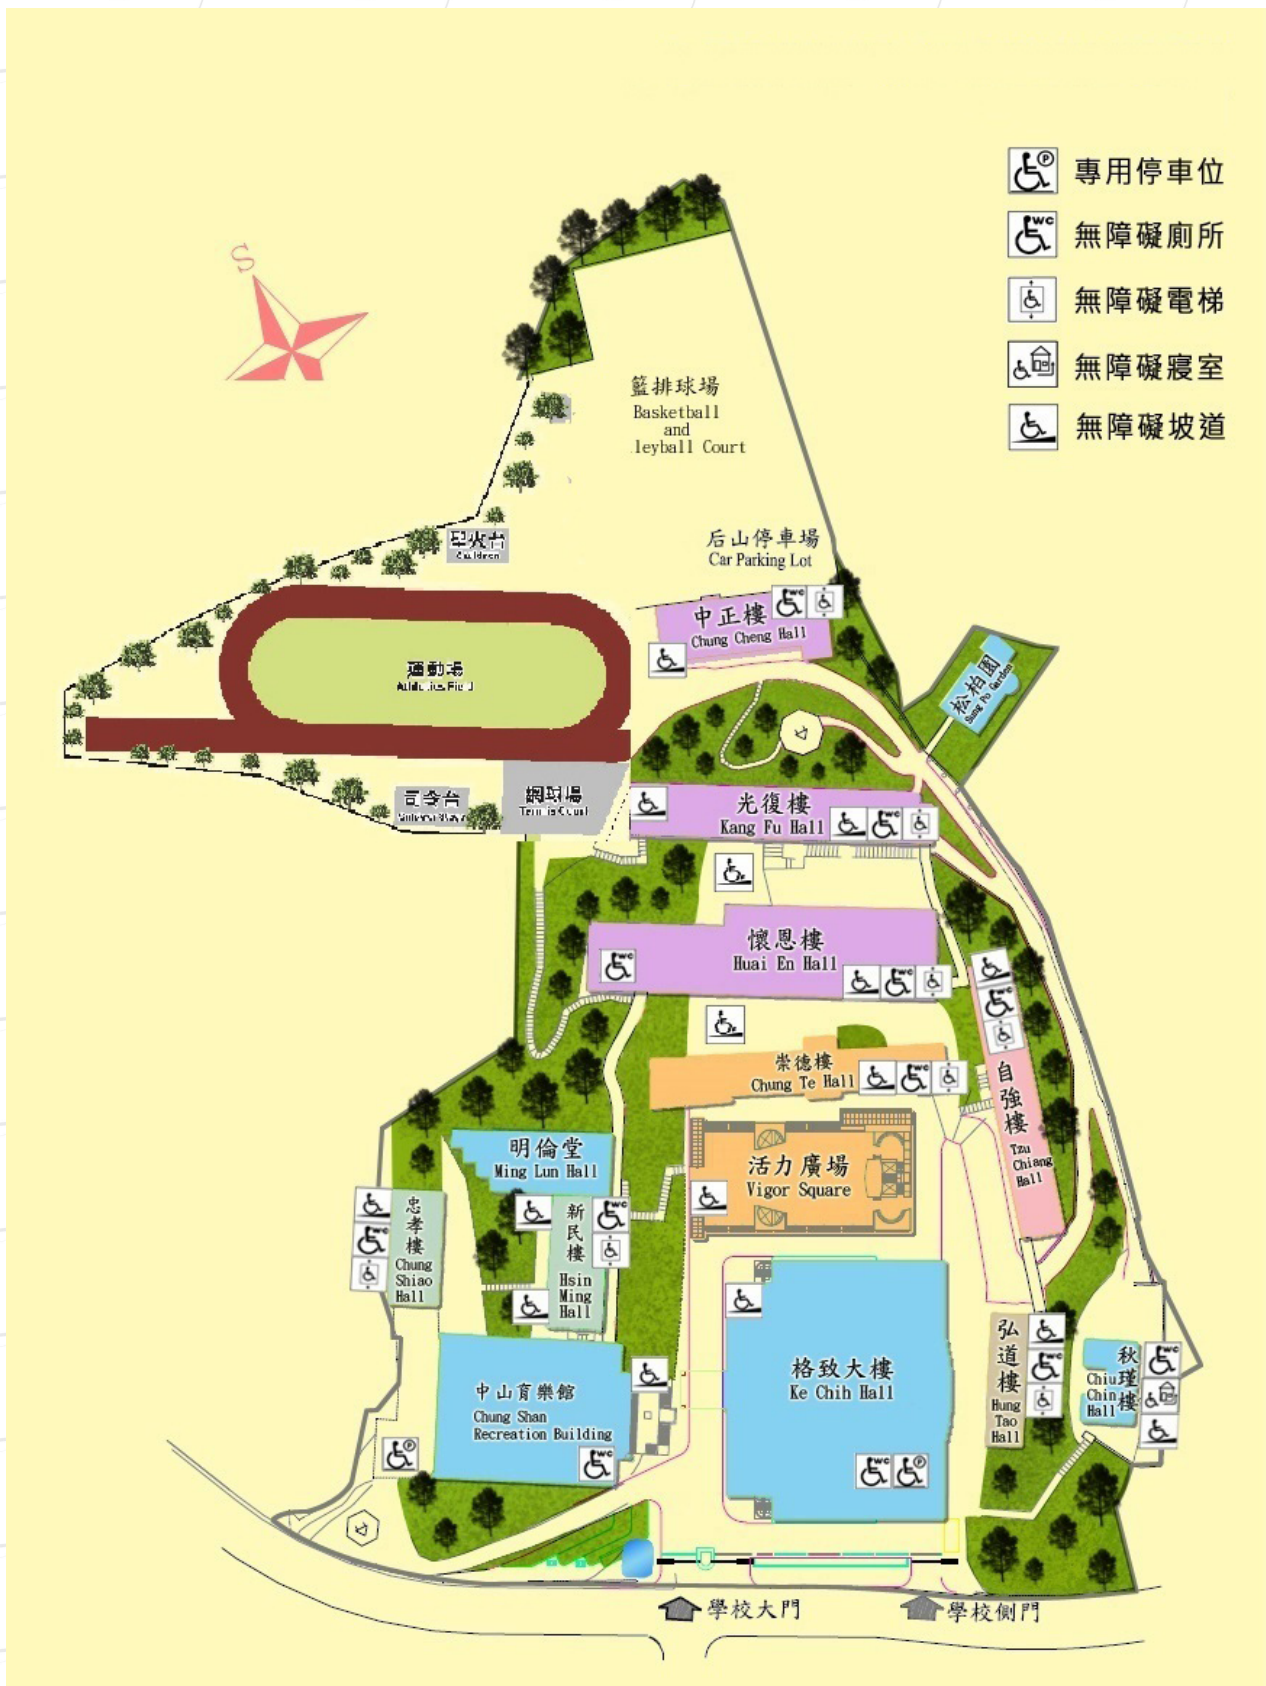 專用停車位
無障礙廁所
無障礙電梯
無障礙寢室
無障礙坡道
S
籃排球場
Basketball
and
leyball Court
后山停車場
Car Parking Lot
聖火台
Cauldron
中正樓
Chung Cheng Hall
運動場
Athletics Field
松柏園
Sung Po Garden
司令台
網球場
Tennis Court
光復樓
Kang Fu Hall
懷恩樓
Huai En Hall
崇德樓
Chung Te Hall
自強樓
Tzu
Chiang
Hall
明倫堂
Ming Lun Hall
活力廣場
Vigor Square
忠孝樓
Chung
Shiao
Hall
新民樓
Hsin
Ming
Hall
格致大樓
Ke Chih Hall
弘道樓
Hung
Tao
Hall
秋瑾樓
Chiu
Chin
Hall
中山育樂館
Chung Shan
Recreation Building
學校大門
學校側門